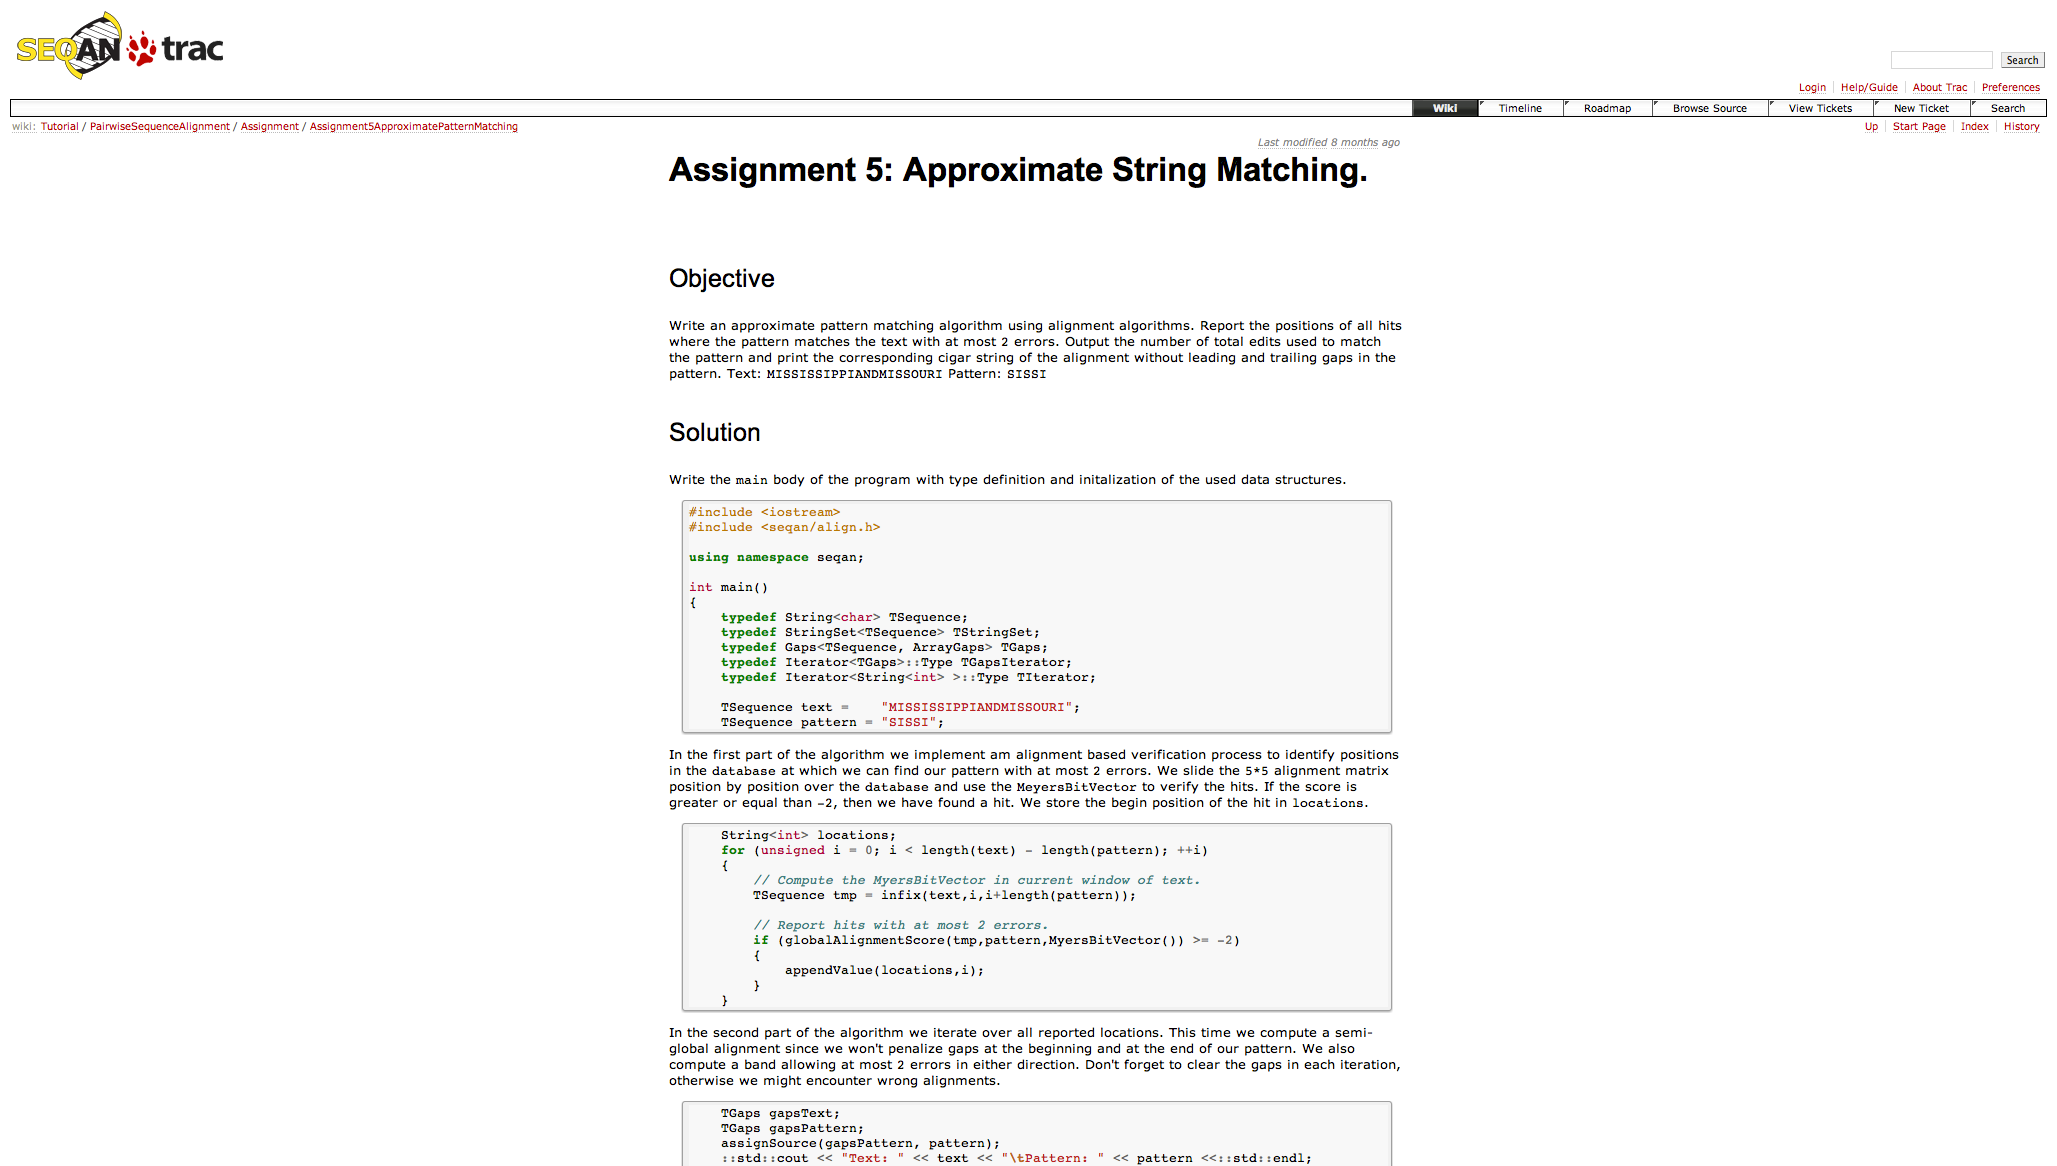 SEQAN trac
Search
Login Help/Guide About Trac Preferences
Wiki Timeline Roadmap Browse Source View Tickets New Ticket Search
wiki: Tutorial / PairwiseSequenceAlignment / Assignment / Assignment5ApproximatePatternMatching
Up Start Page Index History
Last modified 8 months ago
Assignment 5: Approximate String Matching.
Objective
Write an approximate pattern matching algorithm using alignment algorithms. Report the positions of all hits
where the pattern matches the text with at most 2 errors. Output the number of total edits used to match
the pattern and print the corresponding cigar string of the alignment without leading and trailing gaps in the
pattern. Text: MISSISSIPPIANDMISSOURI Pattern: SISSI
Solution
Write the main body of the program with type definition and initalization of the used data structures.
#include <iostream>
#include <seqan/align.h>
using namespace seqan;
int main()
{
typedef String<char> TSequence;
typedef StringSet<TSequence> TStringSet;
typedef Gaps<TSequence, ArrayGaps> TGaps;
typedef Iterator<TGaps>::Type TGapsIterator;
typedef Iterator<String<int> >::Type TIterator;
TSequence text =    "MISSISSIPPIANDMISSOURI";
TSequence pattern = "SISSI";
In the first part of the algorithm we implement am alignment based verification process to identify positions
in the database at which we can find our pattern with at most 2 errors. We slide the 5*5 alignment matrix
position by position over the database and use the MeyersBitVector to verify the hits. If the score is
greater or equal than -2, then we have found a hit. We store the begin position of the hit in locations.
String<int> locations;
for (unsigned i = 0; i < length(text) - length(pattern); ++i)
{
// Compute the MyersBitVector in current window of text.
TSequence tmp = infix(text,i,i+length(pattern));
// Report hits with at most 2 errors.
if (globalAlignmentScore(tmp,pattern,MyersBitVector()) >= -2)
{
appendValue(locations,i);
}
}
In the second part of the algorithm we iterate over all reported locations. This time we compute a semi-
global alignment since we won't penalize gaps at the beginning and at the end of our pattern. We also
compute a band allowing at most 2 errors in either direction. Don't forget to clear the gaps in each iteration,
otherwise we might encounter wrong alignments.
TGaps gapsText;
TGaps gapsPattern;
assignSource(gapsPattern, pattern);
::std::cout << "Text: " << text << "\tPattern: " << pattern <<::std::endl;